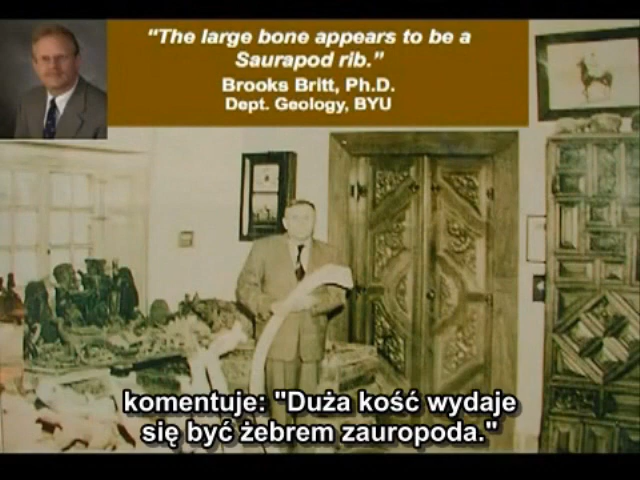 “The large bone appears to be a
Saurapod rib.”
Brooks Britt, Ph.D.
Dept. Geology, BYU
komentuje: "Duża kość wydaje
się być żebrem zauropoda."